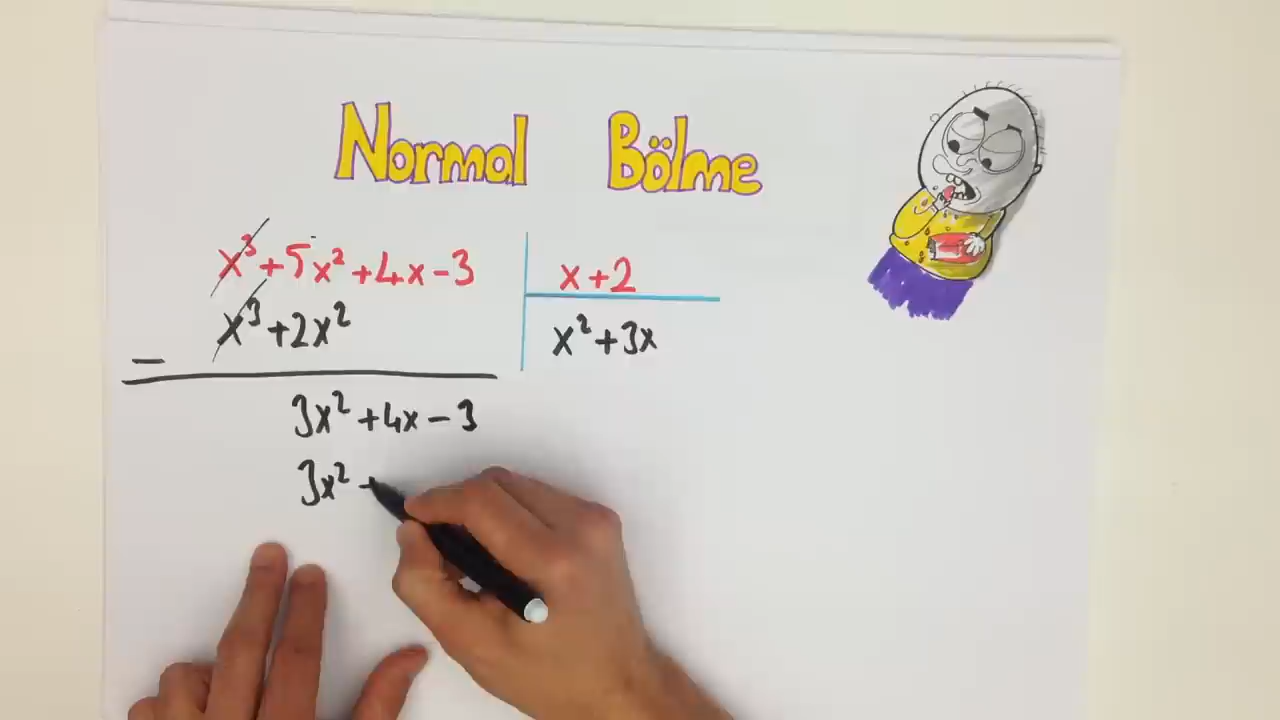 Normal Bölme
x³+5x²+4x-3 x+2
x³+2x² x²+3x
-
3x²+4x-3
3x² -